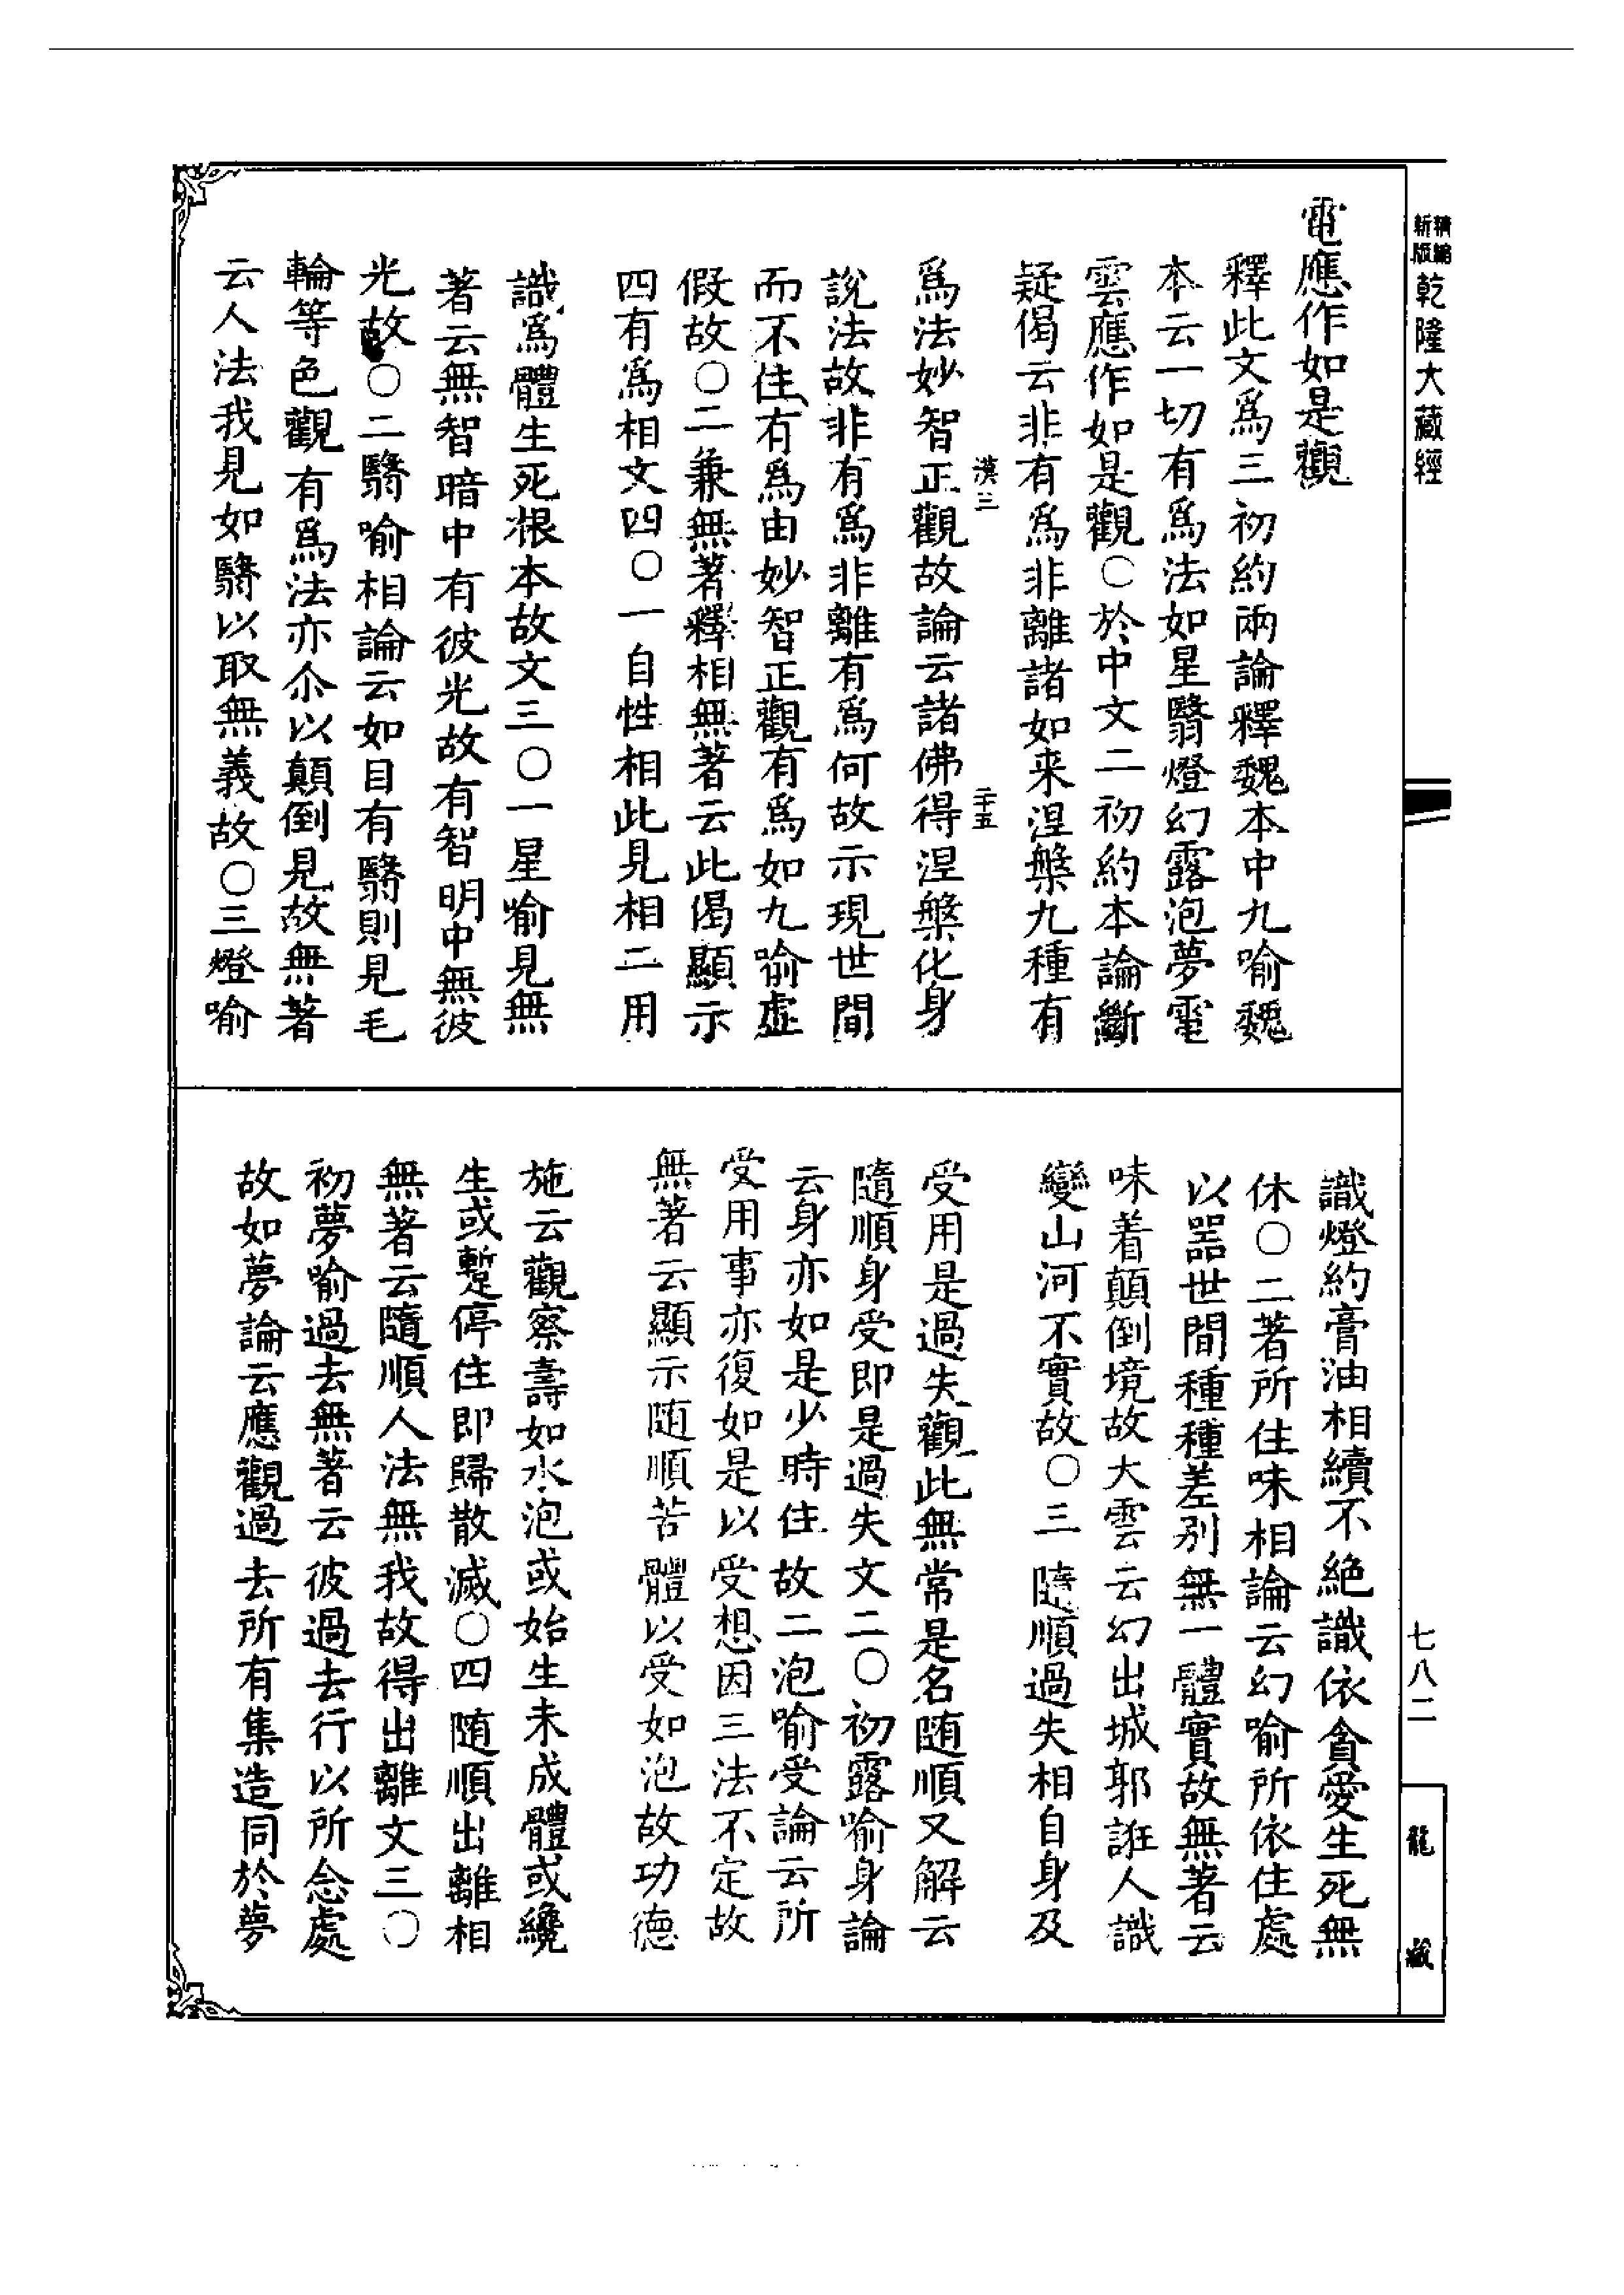 精編
新版
乾隆大藏經
電應作如是觀
釋此文爲三初約兩論釋魏本中九喻魏
本云一切有爲法如星翳燈幻露泡夢電
雲應作如是觀〇於中文二初約本論斷
疑偈云非有爲非離諸如来涅槃九種有
漢三
二十五
爲法妙智正觀故論云諸佛得涅槃化身
說法故非有爲非離有爲何故示現世間
而不住有爲由妙智正觀有爲如九喻虛
假故〇二兼無著釋相無著云此偈顯示
四有爲相文四〇一自性相此見相二用
識爲體生死根本故文三〇一星喻見無
著云無智暗中有彼光故有智明中無彼
光故〇二翳喻相論云如目有翳則見毛
輪等色觀有爲法亦尒以顛倒見故無著
云人法我見如翳以取無義故〇三燈喻
識燈約膏油相續不絶識依貪愛生死無
休〇二著所住味相論云幻喻所依住處
以器世間種種差別無一體實故無著云
味着顛倒境故大雲云幻出城郭誑人識
變山河不實故〇三隨順過失相自身及
受用是過失觀此無常是名随順又解云
隨順身受即是過失文二〇初露喻身論
云身亦如是少時住故二泡喻受論云所
受用事亦復如是以受想因三法不定故
無著云顯示随順苦體以受如泡故功德
施云觀察壽如水泡或始生未成體或纔
生或暫停住即歸散滅〇四随順出離相
無著云隨順人法無我故得出離文三〇
初夢喻過去無著云彼過去行以所念處
故如夢論云應觀過去所有集造同於夢
七八二
龍藏